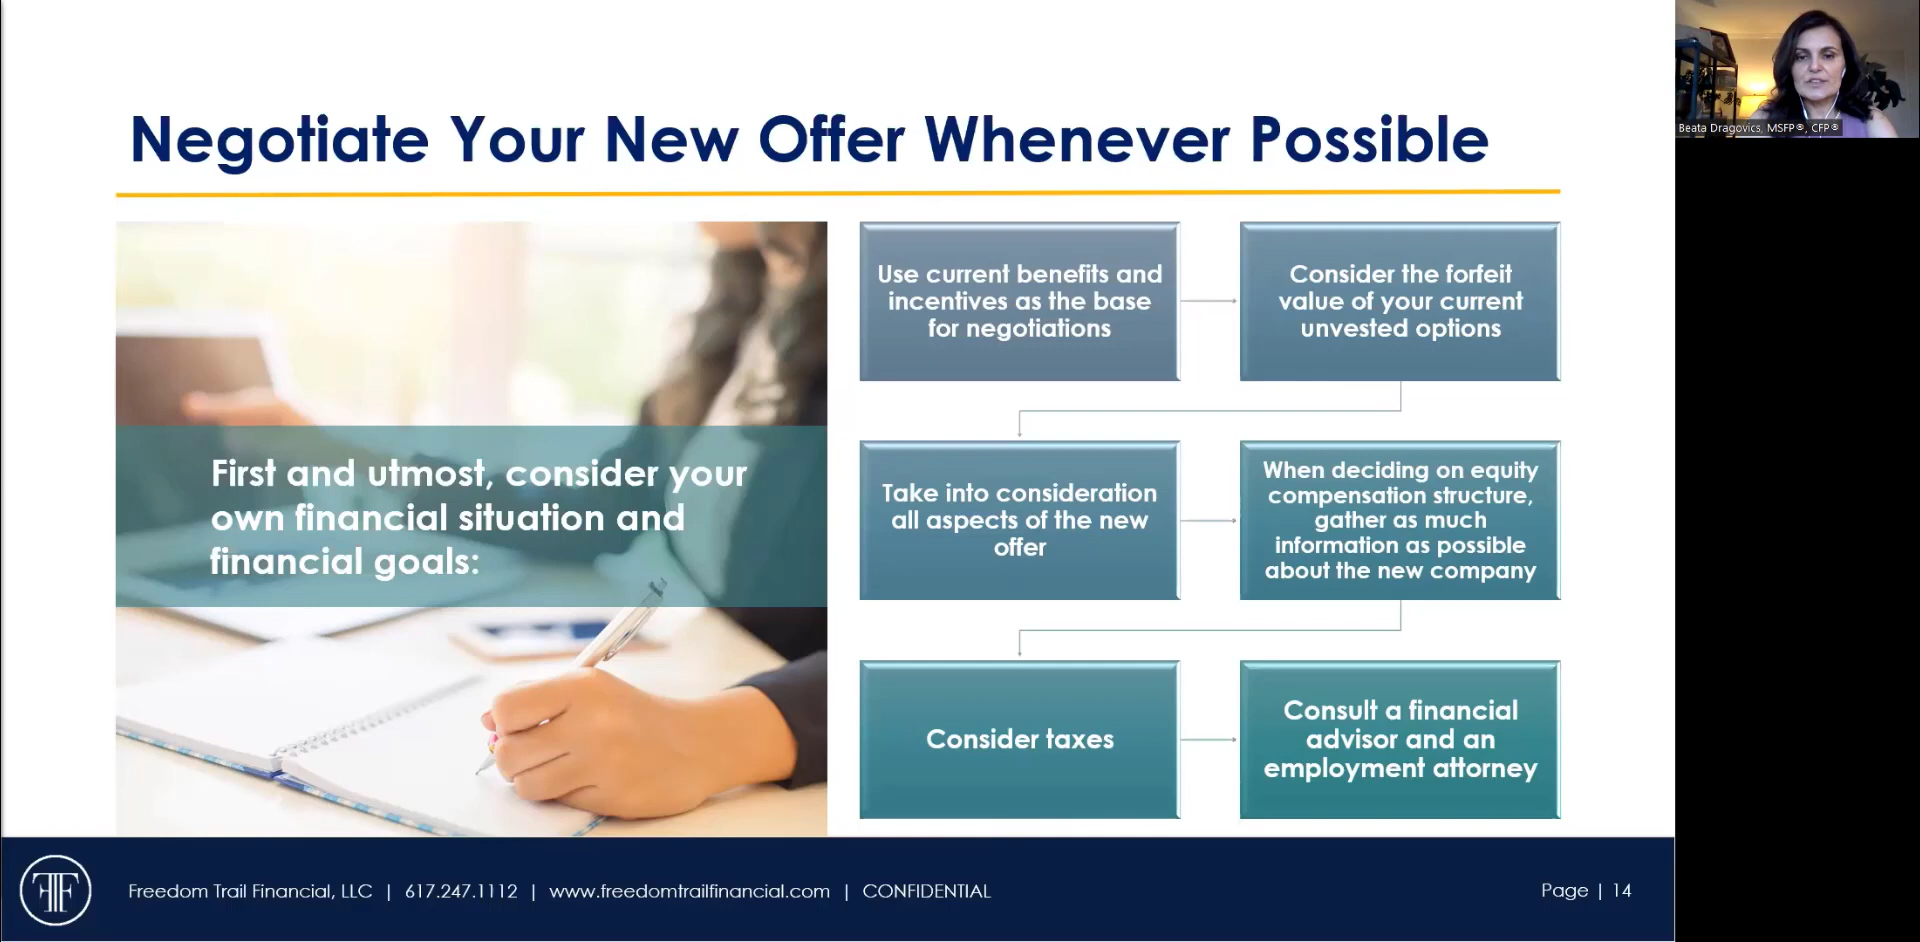 Negotiate Your New Offer Whenever Possible
First and utmost, consider your
own financial situation and
financial goals:
Use current benefits and
incentives as the base
for negotiations
Consider the forfeit
value of your current
unvested options
Take into consideration
all aspects of the new
offer
When deciding on equity
compensation structure,
gather as much
information as possible
about the new company
Consider taxes
Consult a financial
advisor and an
employment attorney
Freedom Trail Financial, LLC | 617.247.1112 | www.freedomtrailfinancial.com | CONFIDENTIAL
Page | 14
Beata Dragovics, MSFP®, CFP®